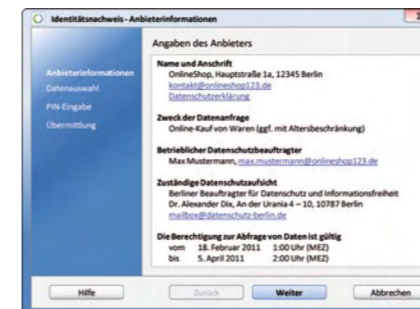 Identitätsnachweis - Anbieterinformationen
Anbieterinformationen
Datenauswahl
PIN-Eingabe
Übermittlung
Angaben des Anbieters
Name und Anschrift
OnlineShop, Hauptstraße 1a, 12345 Berlin
kontakt@onlineshop123.de
Datenschutzerklärung
Zweck der Datenanfrage
Online-Kauf von Waren (ggf. mit Altersbeschränkung)
Betrieblicher Datenschutzbeauftragter
Max Mustermann, max.mustermann@onlineshop123.de
Zuständige Datenschutzaufsicht
Berliner Beauftragter für Datenschutz und Informationsfreiheit
Dr. Alexander Dix, An der Urania 4 – 10, 10787 Berlin
mailbox@datenschutz-berlin.de
Die Berechtigung zur Abfrage von Daten ist gültig
vom 18. Februar 2011 1:00 Uhr (MEZ)
bis 5. April 2011 2:00 Uhr (MEZ)
Hilfe Zurück Weiter Abbrechen